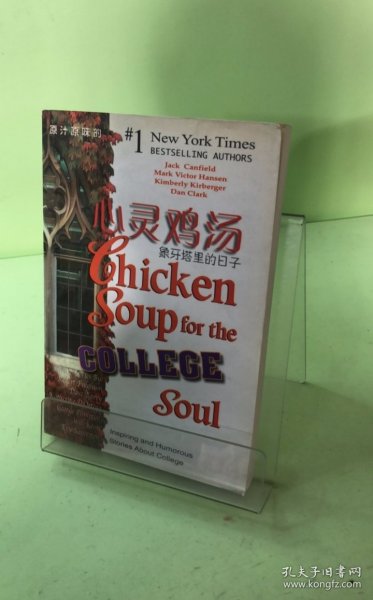 原汁原味的
#1 New York Times
BESTSELLING AUTHORS
Jack Canfield
Mark Victor Hansen
Kimberly Kirberger
Dan Clark
心灵鸡汤
象牙塔里的日子
Chicken
Soup for the
COLLEGE
Soul
Inspiring and Humorous
Stories About College
孔夫子旧书网
www.kongfz.com